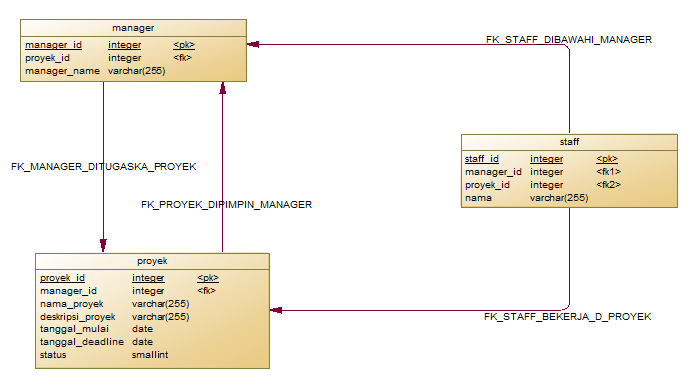 manager
manager_id integer <pk>
proyek_id integer <fk>
manager_name varchar(255)
FK_STAFF_DIBAWAHI_MANAGER
staff
staff_id integer <pk>
manager_id integer <fk1>
proyek_id integer <fk2>
nama varchar(255)
FK_MANAGER_DITUGASKA_PROYEK
FK_PROYEK_DIPIMPIN_MANAGER
proyek
proyek_id integer <pk>
manager_id integer <fk>
nama_proyek varchar(255)
deskripsi_proyek varchar(255)
tanggal_mulai date
tanggal_deadline date
status smallint
FK_STAFF_BEKERJA_D_PROYEK